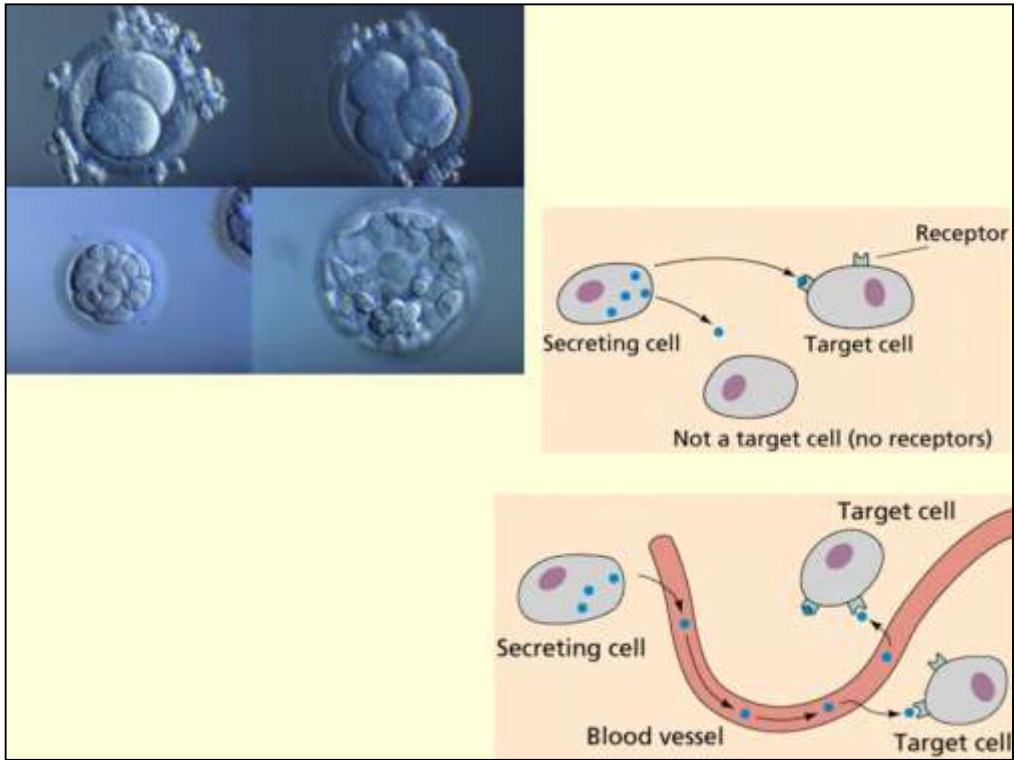 Receptor
Secreting cell
Target cell
Not a target cell (no receptors)
Target cell
Secreting cell
Blood vessel
Target cell